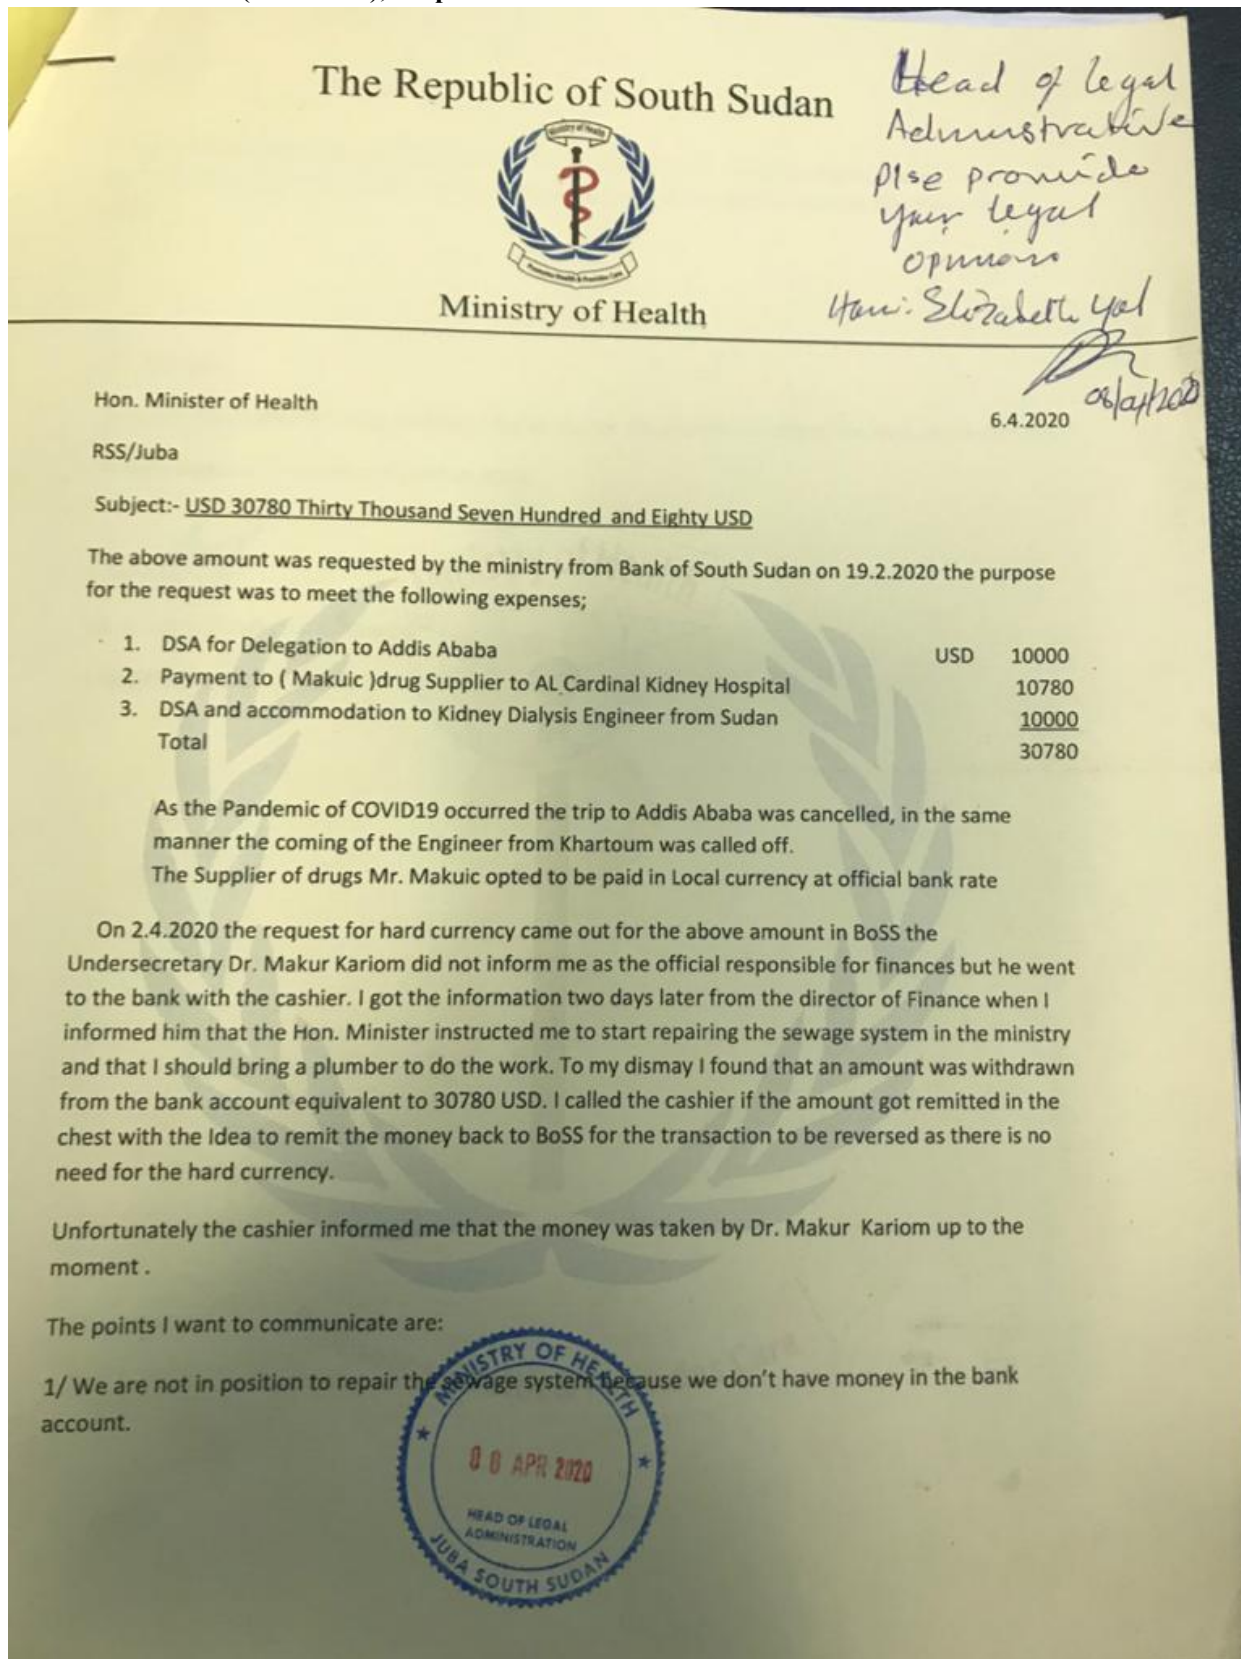 The Republic of South Sudan
Ministry of Health
Ministry of Health
Head of legal
Administrative
plse provide
your legal
opinions
Hon: Elizabeth
Hon. Minister of Health
6.4.2020
RSS/Juba
Subject:- USD 30780 Thirty Thousand Seven Hundred and Eighty USD
The above amount was requested by the ministry from Bank of South Sudan on 19.2.2020 the purpose
for the request was to meet the following expenses;
1. DSA for Delegation to Addis Ababa USD 10000
2. Payment to ( Makuic )drug Supplier to AL Cardinal Kidney Hospital 10780
3. DSA and accommodation to Kidney Dialysis Engineer from Sudan 10000
Total 30780
As the Pandemic of COVID19 occurred the trip to Addis Ababa was cancelled, in the same
manner the coming of the Engineer from Khartoum was called off.
The Supplier of drugs Mr. Makuic opted to be paid in Local currency at official bank rate
On 2.4.2020 the request for hard currency came out for the above amount in BoSS the
Undersecretary Dr. Makur Kariom did not inform me as the official responsible for finances but he went
to the bank with the cashier. I got the information two days later from the director of Finance when I
informed him that the Hon. Minister instructed me to start repairing the sewage system in the ministry
and that I should bring a plumber to do the work. To my dismay I found that an amount was withdrawn
from the bank account equivalent to 30780 USD. I called the cashier if the amount got remitted in the
chest with the Idea to remit the money back to BoSS for the transaction to be reversed as there is no
need for the hard currency.
Unfortunately the cashier informed me that the money was taken by Dr. Makur Kariom up to the
moment .
The points I want to communicate are:
1/ We are not in position to repair the sewage system because we don't have money in the bank
account.
MINISTRY OF HEALTH
APR 2020
HEAD OF LEGAL
ADMINISTRATION
JUBA SOUTH SUDAN